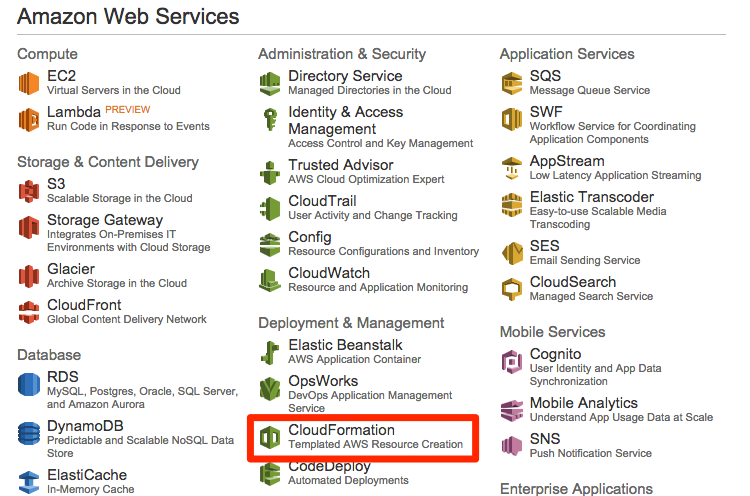 Amazon Web Services
Compute
EC2
Virtual Servers in the Cloud
Lambda PREVIEW
Run Code in Response to Events
Storage & Content Delivery
S3
Scalable Storage in the Cloud
Storage Gateway
Integrates On-Premises IT
Environments with Cloud Storage
Glacier
Archive Storage in the Cloud
CloudFront
Global Content Delivery Network
Database
RDS
MySQL, Postgres, Oracle, SQL Server,
and Amazon Aurora
DynamoDB
Predictable and Scalable NoSQL Data
Store
ElastiCache
In-Memory Cache
Administration & Security
Directory Service
Managed Directories in the Cloud
Identity & Access
Management
Access Control and Key Management
Trusted Advisor
AWS Cloud Optimization Expert
CloudTrail
User Activity and Change Tracking
Config
Resource Configurations and Inventory
CloudWatch
Resource and Application Monitoring
Deployment & Management
Elastic Beanstalk
AWS Application Container
OpsWorks
DevOps Application Management
Service
CloudFormation
Templated AWS Resource Creation
CodeDeploy
Automated Deployments
Application Services
SQS
Message Queue Service
SWF
Workflow Service for Coordinating
Application Components
AppStream
Low Latency Application Streaming
Elastic Transcoder
Easy-to-use Scalable Media
Transcoding
SES
Email Sending Service
CloudSearch
Managed Search Service
Mobile Services
Cognito
User Identity and App Data
Synchronization
Mobile Analytics
Understand App Usage Data at Scale
SNS
Push Notification Service
Enterprise Applications